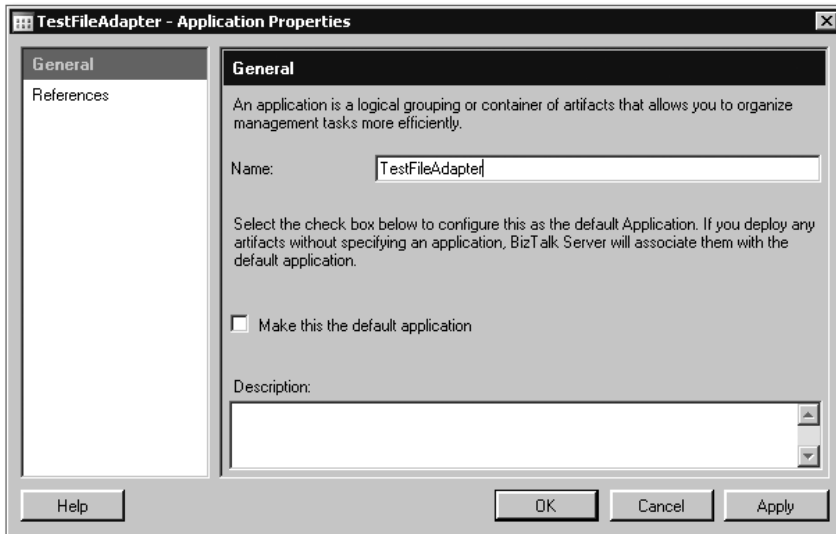 TestFileAdapter - Application Properties
General
References
General
An application is a logical grouping or container of artifacts that allows you to organize
management tasks more efficiently.
Name:
TestFileAdapter
Select the check box below to configure this as the default Application. If you deploy any
artifacts without specifying an application, BizTalk Server will associate them with the
default application.
Make this the default application
Description:
Help
OK
Cancel
Apply